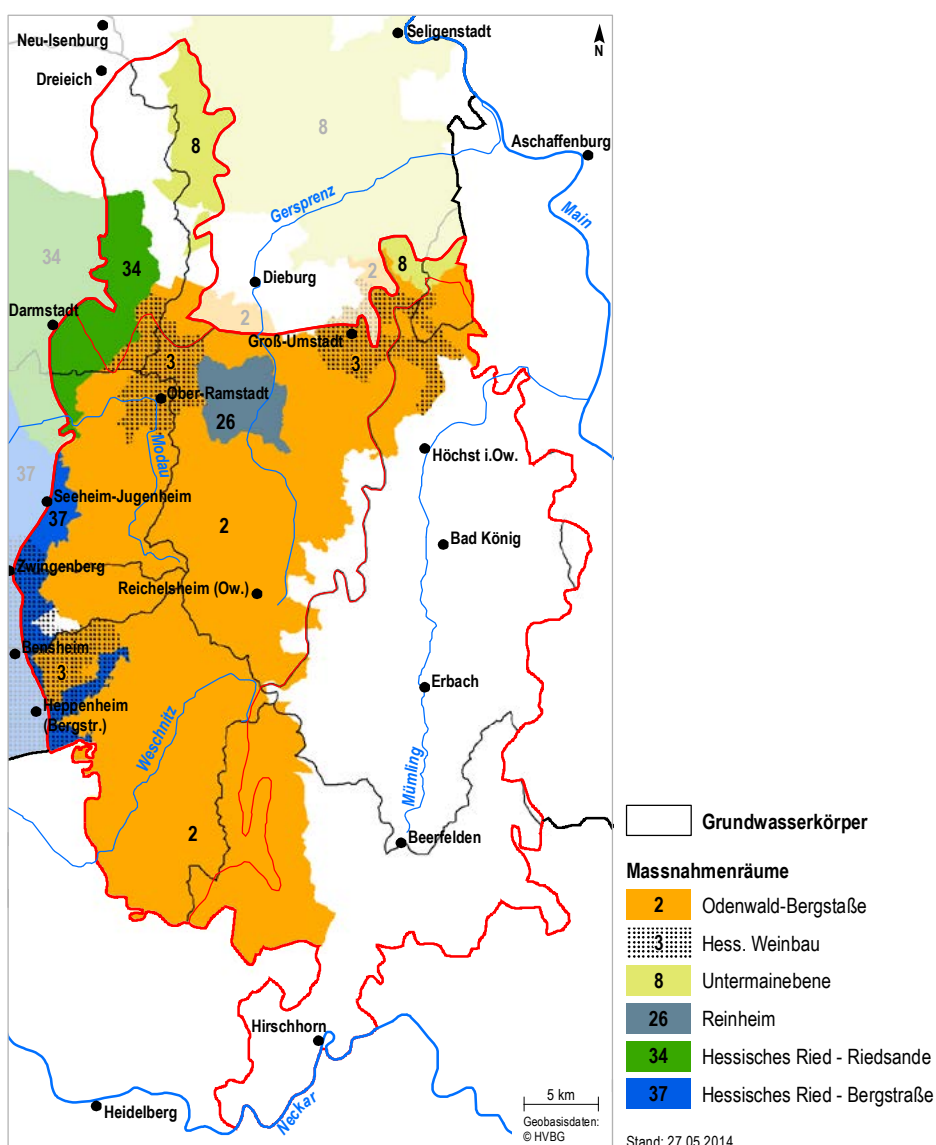 Neu-Isenburg
Seligenstadt
N
Dreieich
8
8
Aschaffenburg
Gersprenz
Main
34
34
2
8
Dieburg
Darmstadt
2
Groß-Umstadt
3
3
Ober-Ramstadt
26
Modau
Höchst i.Ow.
37
Seeheim-Jugenheim
37
2
Bad König
Zwingenberg
Reichelsheim (Ow.)
Bensheim
3
Erbach
Heppenheim
(Bergstr.)
Weschnitz
Mümling
2
Beerfelden
Hirschhorn
Heidelberg
Neckar
5 km
Geobasisdaten:
© HVBG
Grundwasserkörper
Massnahmenräume
2 Odenwald-Bergstaße
3 Hess. Weinbau
8 Untermainebene
26 Reinheim
34 Hessisches Ried - Riedsande
37 Hessisches Ried - Bergstraße
Stand: 27.05.2014